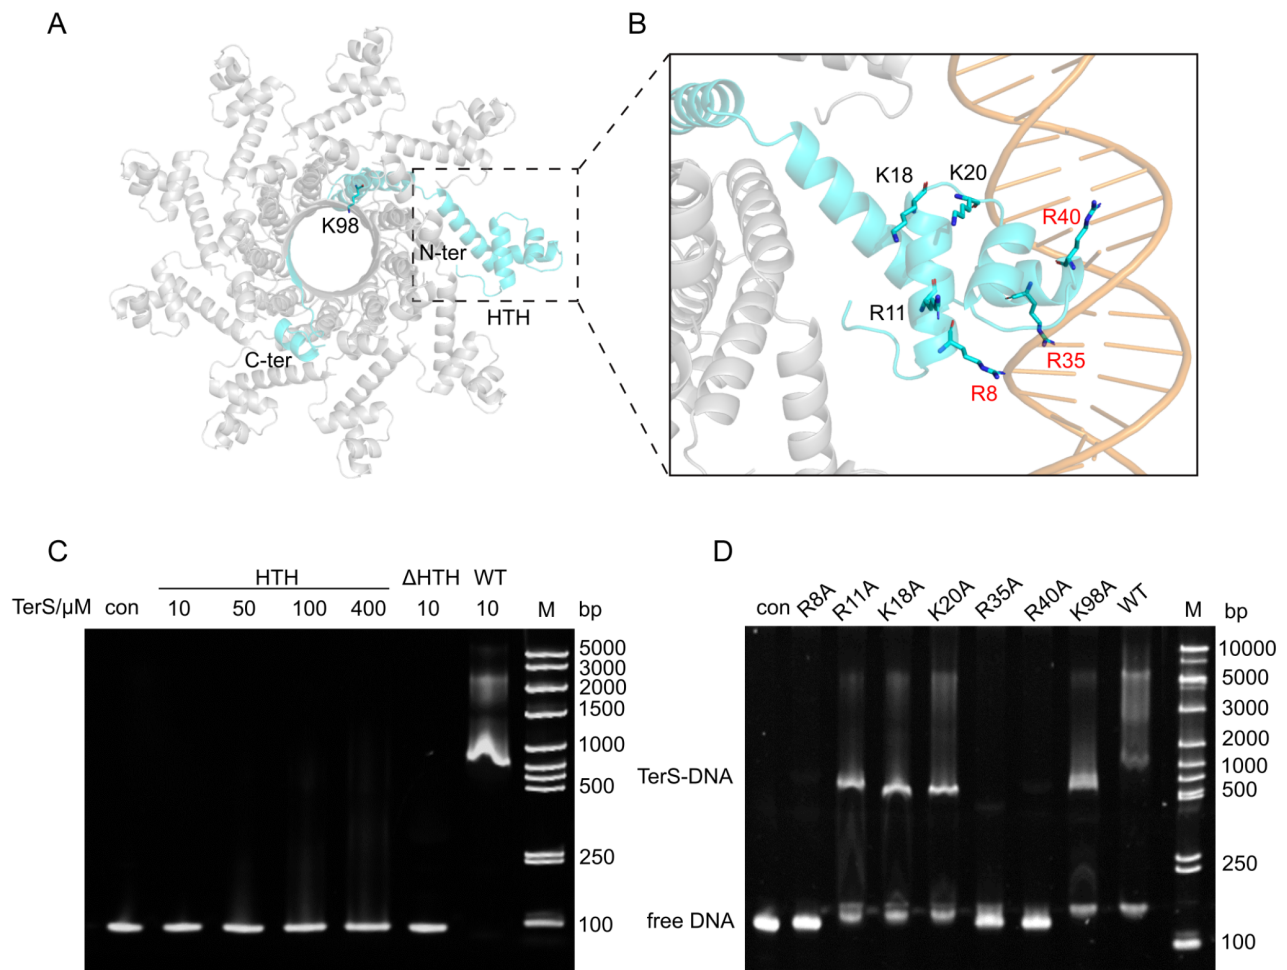 A
K98
N-ter
HTH
C-ter
B
K18
K20
R40
R11
R35
R8
C
HTH ΔHTH WT
TerS/μM con 10 50 100 400 10 10 M bp
5000
3000
2000
1500
1000
500
250
100
D
con R8A R11A K18A K20A R35A R40A K98A WT M bp
10000
5000
3000
2000
1000
500
250
100
TerS-DNA
free DNA